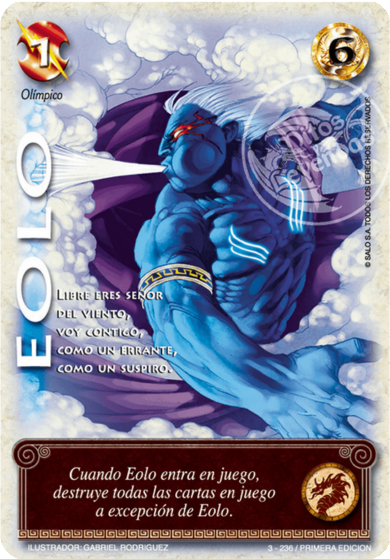 1
6
Olímpico
EOLO
© SALO S.A. TODOS LOS DERECHOS RESERVADOS
LIBRE ERES SEÑOR
DEL VIENTO,
VOY CONTIGO,
COMO UN ERRANTE,
COMO UN SUSPIRO.
Cuando Eolo entra en juego,
destruye todas las cartas en juego
a excepción de Eolo.
ILUSTRADOR: GABRIEL RODRIGUEZ
3 - 236 / PRIMERA EDICIÓN